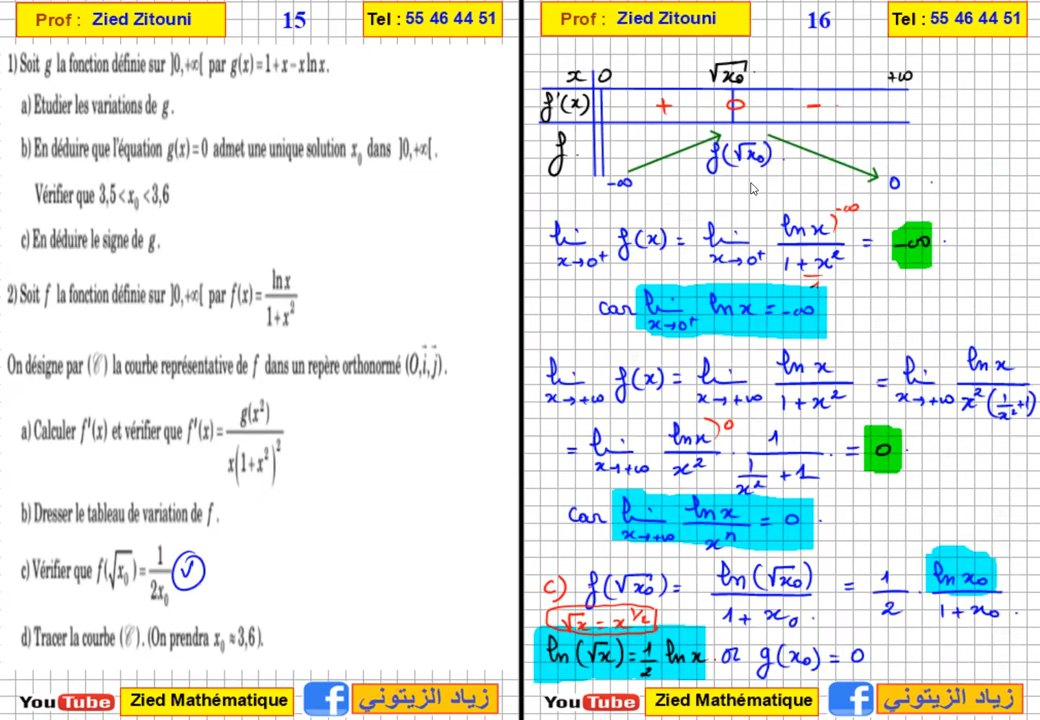 Prof : Zied Zitouni
15
Tel : 55 46 44 51
1) Soit g la fonction définie sur ]0,+∞[ par g(x)=1+x−x ln x.
a) Etudier les variations de g.
b) En déduire que l'équation g(x)=0 admet une unique solution x₀ dans ]0,+∞[.
Vérifier que 3,5<x₀<3,6
c) En déduire le signe de g.
2) Soit f la fonction définie sur ]0,+∞[ par f(x)= ln x / (1+x²)
On désigne par (𝒞) la courbe représentative de f dans un repère orthonormé (O,i⃗,j⃗).
a) Calculer f'(x) et vérifier que f'(x)= g(x²) / (x(1+x²)²)
b) Dresser le tableau de variation de f.
c) Vérifier que f(√x₀)= 1 / 2x₀
d) Tracer la courbe (𝒞). (On prendra x₀≈3,6).
You Tube
Zied Mathématique
f
زياد الزيتوني
Prof : Zied Zitouni
16
Tel : 55 46 44 51
x 0 √x₀ +∞
f'(x) + 0 −
f −∞ f(√x₀) 0
lim x→0⁺ f(x) = lim x→0⁺ ln x / (1+x²) = −∞
−∞
1
car lim x→0⁺ ln x = −∞
lim x→+∞ f(x) = lim x→+∞ ln x / (1+x²) = lim x→+∞ ln x / (x²(1/x²+1))
= lim x→+∞ ln x / x² · 1 / (1/x² + 1) = 0
0
car lim x→+∞ ln x / xⁿ = 0
c) f(√x₀) = ln(√x₀) / (1+x₀) = 1/2 · ln x₀ / (1+x₀)
√x = x^1/2
ln(√x) = 1/2 ln x or g(x₀) = 0
You Tube
Zied Mathématique
f
زياد الزيتوني